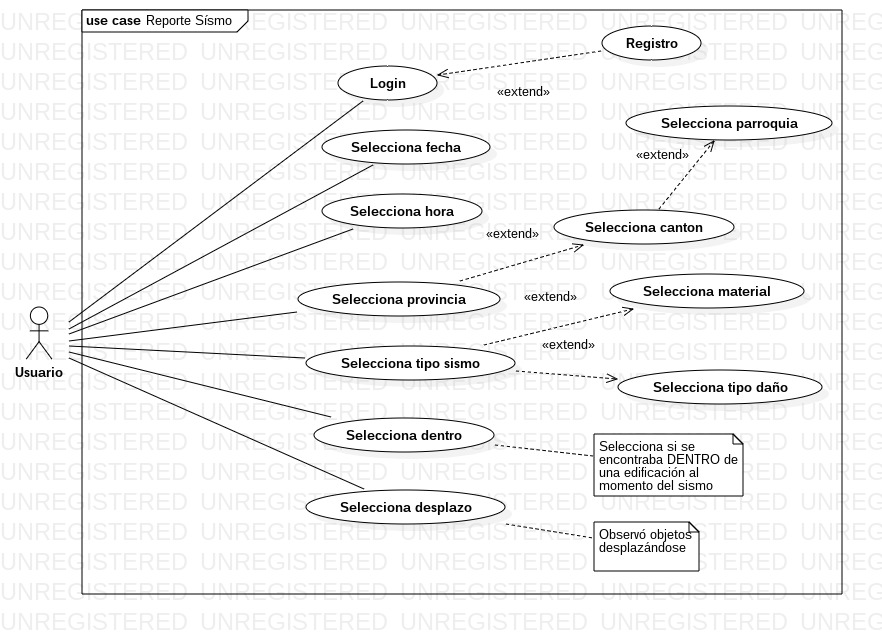 use case Reporte Sísmo
Registro
Login
«extend»
Selecciona parroquia
Selecciona fecha
«extend»
Selecciona hora
Selecciona canton
«extend»
Selecciona provincia
Selecciona material
«extend»
«extend»
Selecciona tipo sismo
Usuario
Selecciona tipo daño
Selecciona dentro
Selecciona si se
encontraba DENTRO de
una edificación al
momento del sismo
Selecciona desplazo
Observó objetos
desplazándose
UNREGISTERED